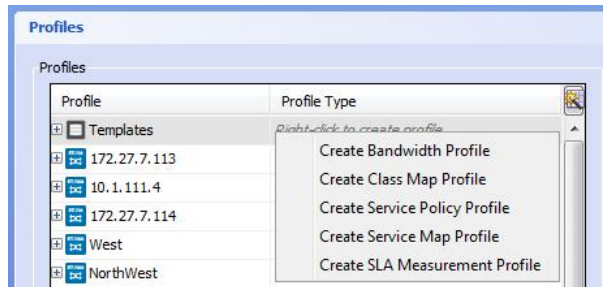 Profiles
Profiles
Profile Profile Type
Templates Right-click to create profile
172.27.7.113 Create Bandwidth Profile
10.1.111.4 Create Class Map Profile
172.27.7.114 Create Service Policy Profile
West Create Service Map Profile
NorthWest Create SLA Measurement Profile